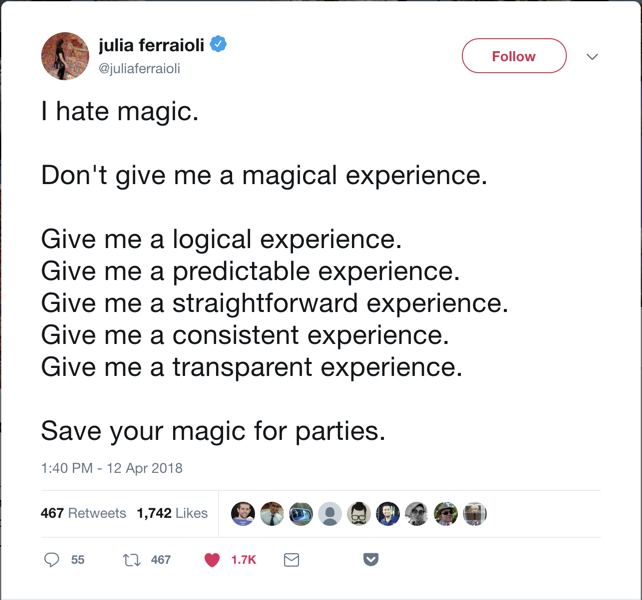 julia ferraioli
@juliaferraioli
Follow
I hate magic.
Don't give me a magical experience.
Give me a logical experience.
Give me a predictable experience.
Give me a straightforward experience.
Give me a consistent experience.
Give me a transparent experience.
Save your magic for parties.
1:40 PM - 12 Apr 2018
467 Retweets 1,742 Likes
55 467 1.7K